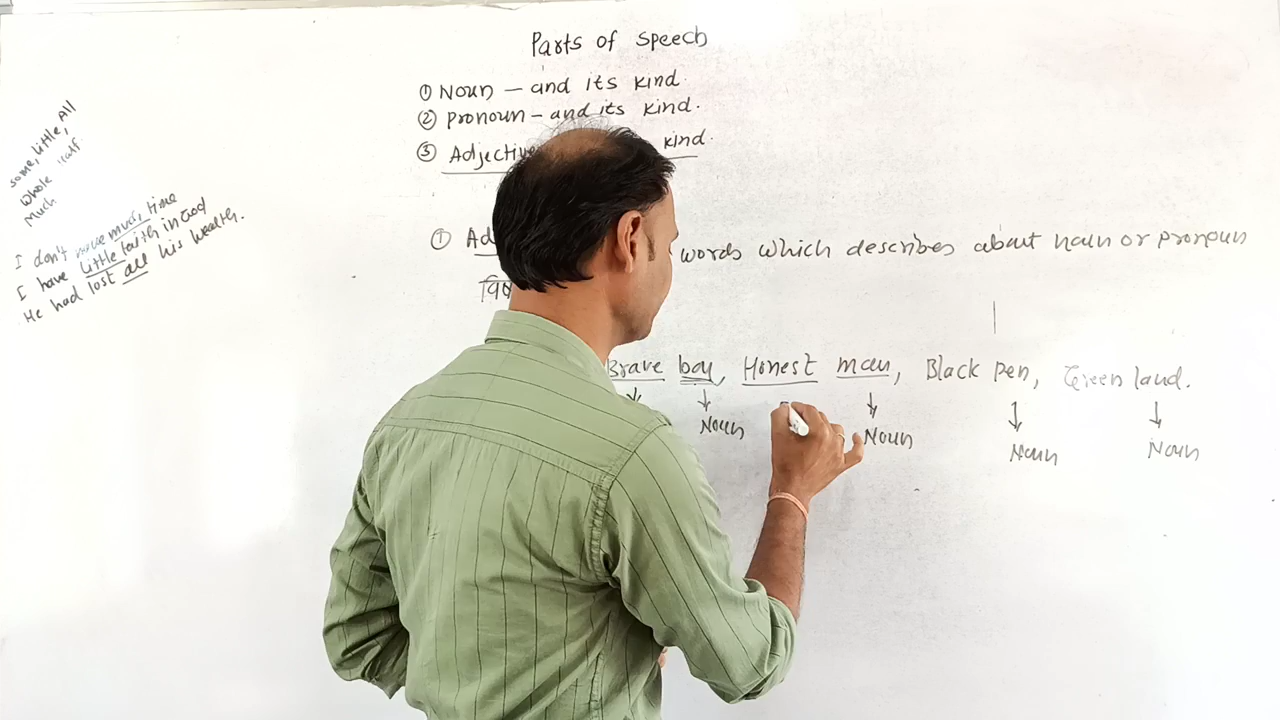 Parts of speech
① Noun – and its kind.
② pronoun – and its kind.
③ Adjective kind.
some, little, All
Whole half
Much
I don't have much time
I have little faith in God
He had lost all his wealth.
① Ad words which describes about noun or pronoun
Brave boy, Honest man, Black pen, Green land.
Noun Noun Noun Noun